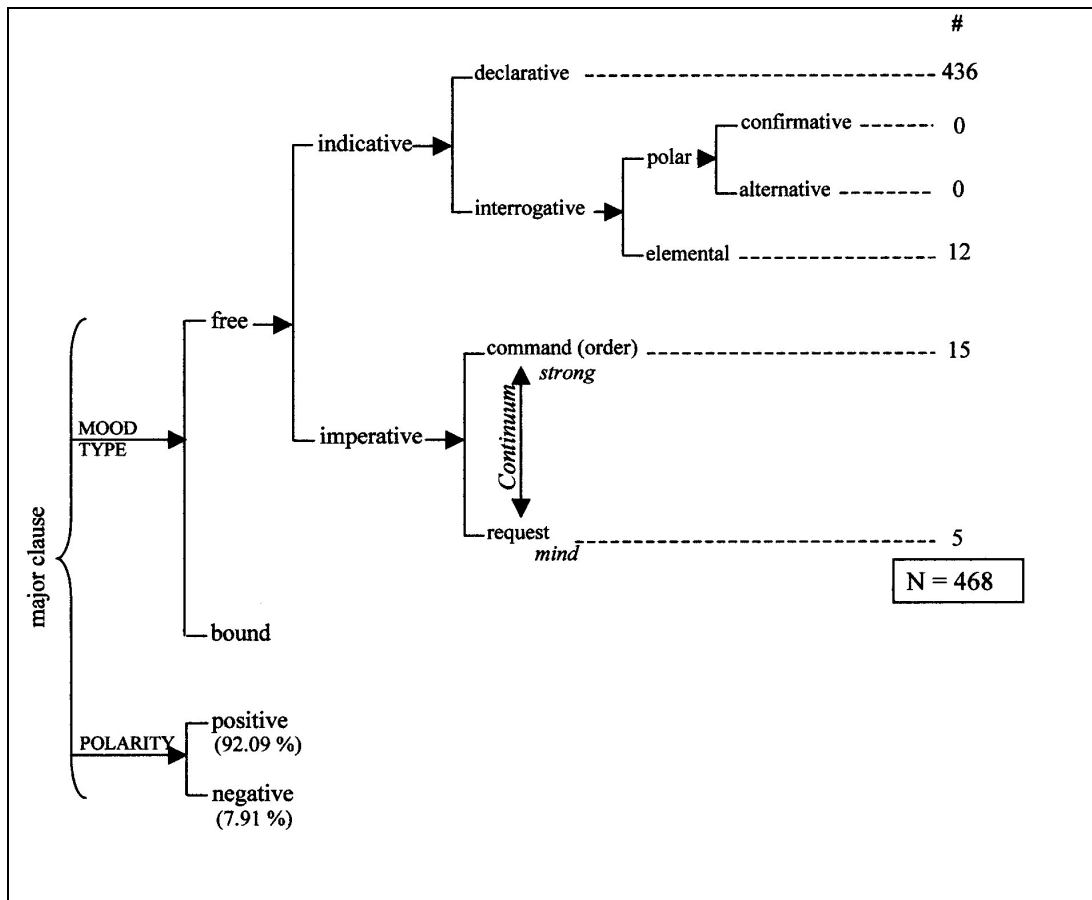 #
declarative 436
confirmative 0
indicative
polar
alternative 0
interrogative
elemental 12
free
command (order) 15
strong
MOOD
TYPE
imperative
Continuum
request 5
mind
N = 468
major clause
bound
positive
POLARITY
(92.09 %)
negative
(7.91 %)